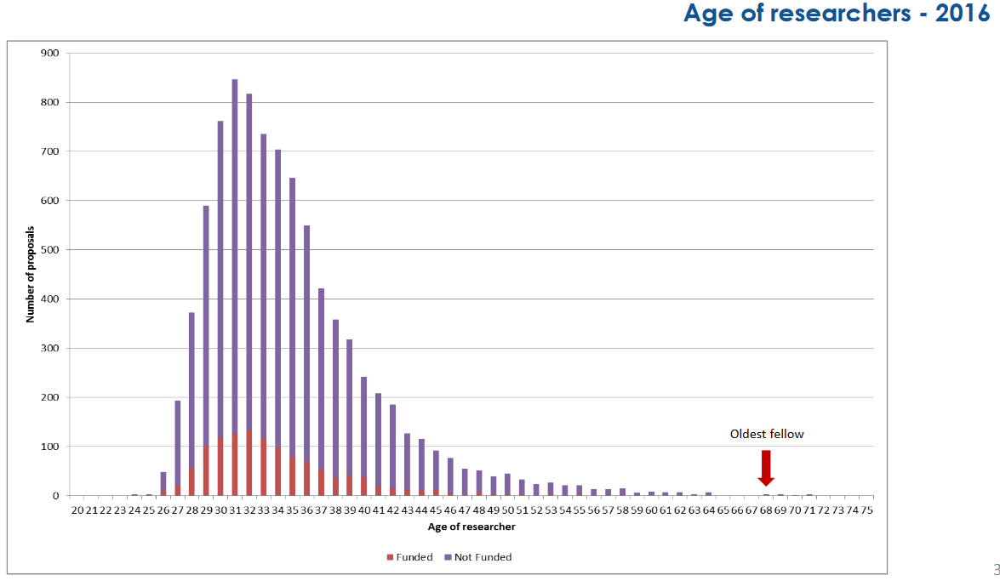 Age of researchers - 2016
900
800
700
600
500
400
300
200
100
0
Number of proposals
Oldest fellow
20 21 22 23 24 25 26 27 28 29 30 31 32 33 34 35 36 37 38 39 40 41 42 43 44 45 46 47 48 49 50 51 52 53 54 55 56 57 58 59 60 61 62 63 64 65 66 67 68 69 70 71 72 73 74 75
Age of researcher
Funded Not Funded
3